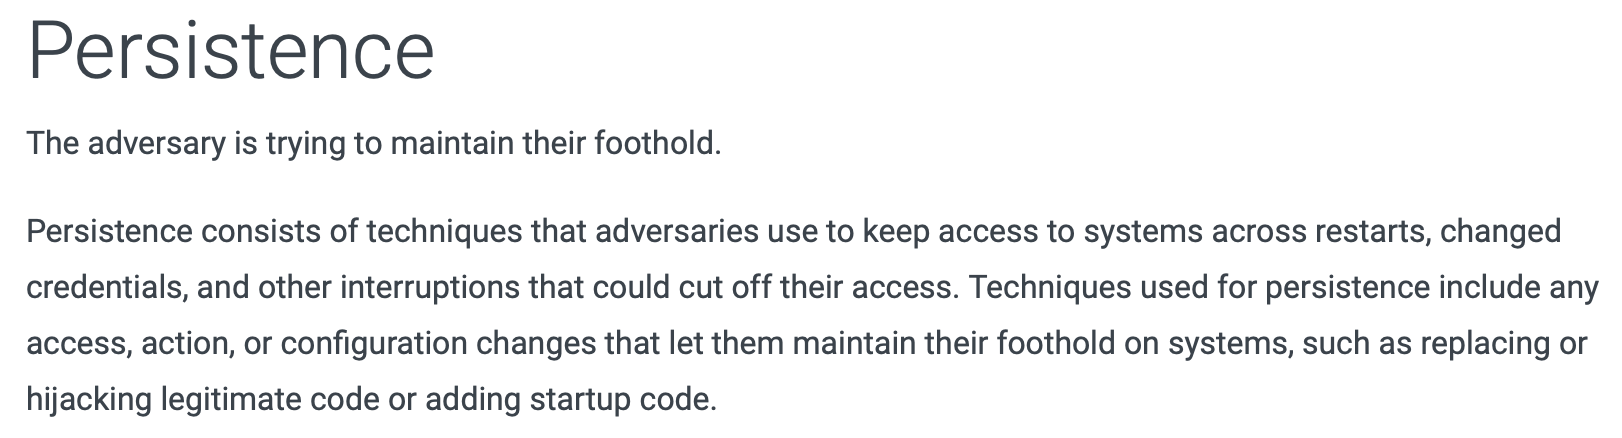 Persistence
The adversary is trying to maintain their foothold.
Persistence consists of techniques that adversaries use to keep access to systems across restarts, changed
credentials, and other interruptions that could cut off their access. Techniques used for persistence include any
access, action, or configuration changes that let them maintain their foothold on systems, such as replacing or
hijacking legitimate code or adding startup code.